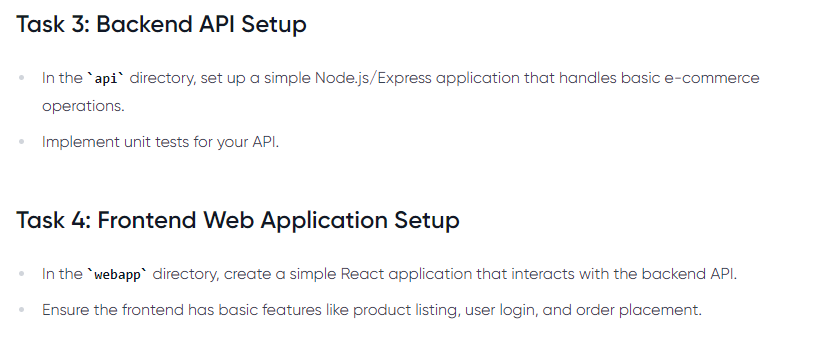 Task 3: Backend API Setup
In the `api` directory, set up a simple Node.js/Express application that handles basic e-commerce
operations.
Implement unit tests for your API.
Task 4: Frontend Web Application Setup
In the `webapp` directory, create a simple React application that interacts with the backend API.
Ensure the frontend has basic features like product listing, user login, and order placement.